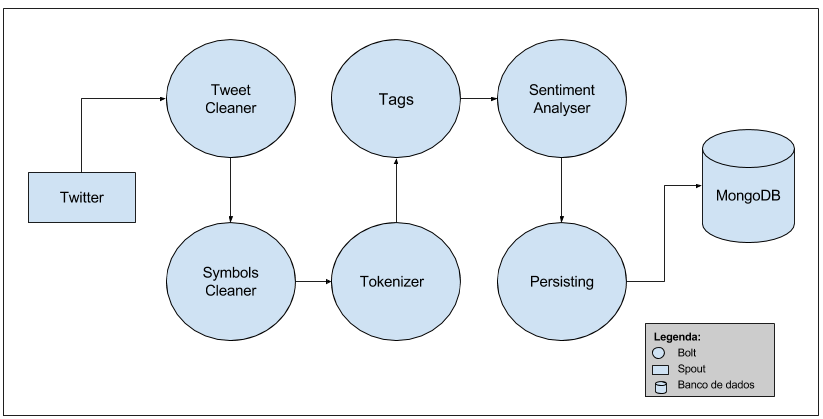 Twitter
Tweet
Cleaner
Symbols
Cleaner
Tokenizer
Tags
Sentiment
Analyser
Persisting
MongoDB
Legenda:
Bolt
Spout
Banco de dados